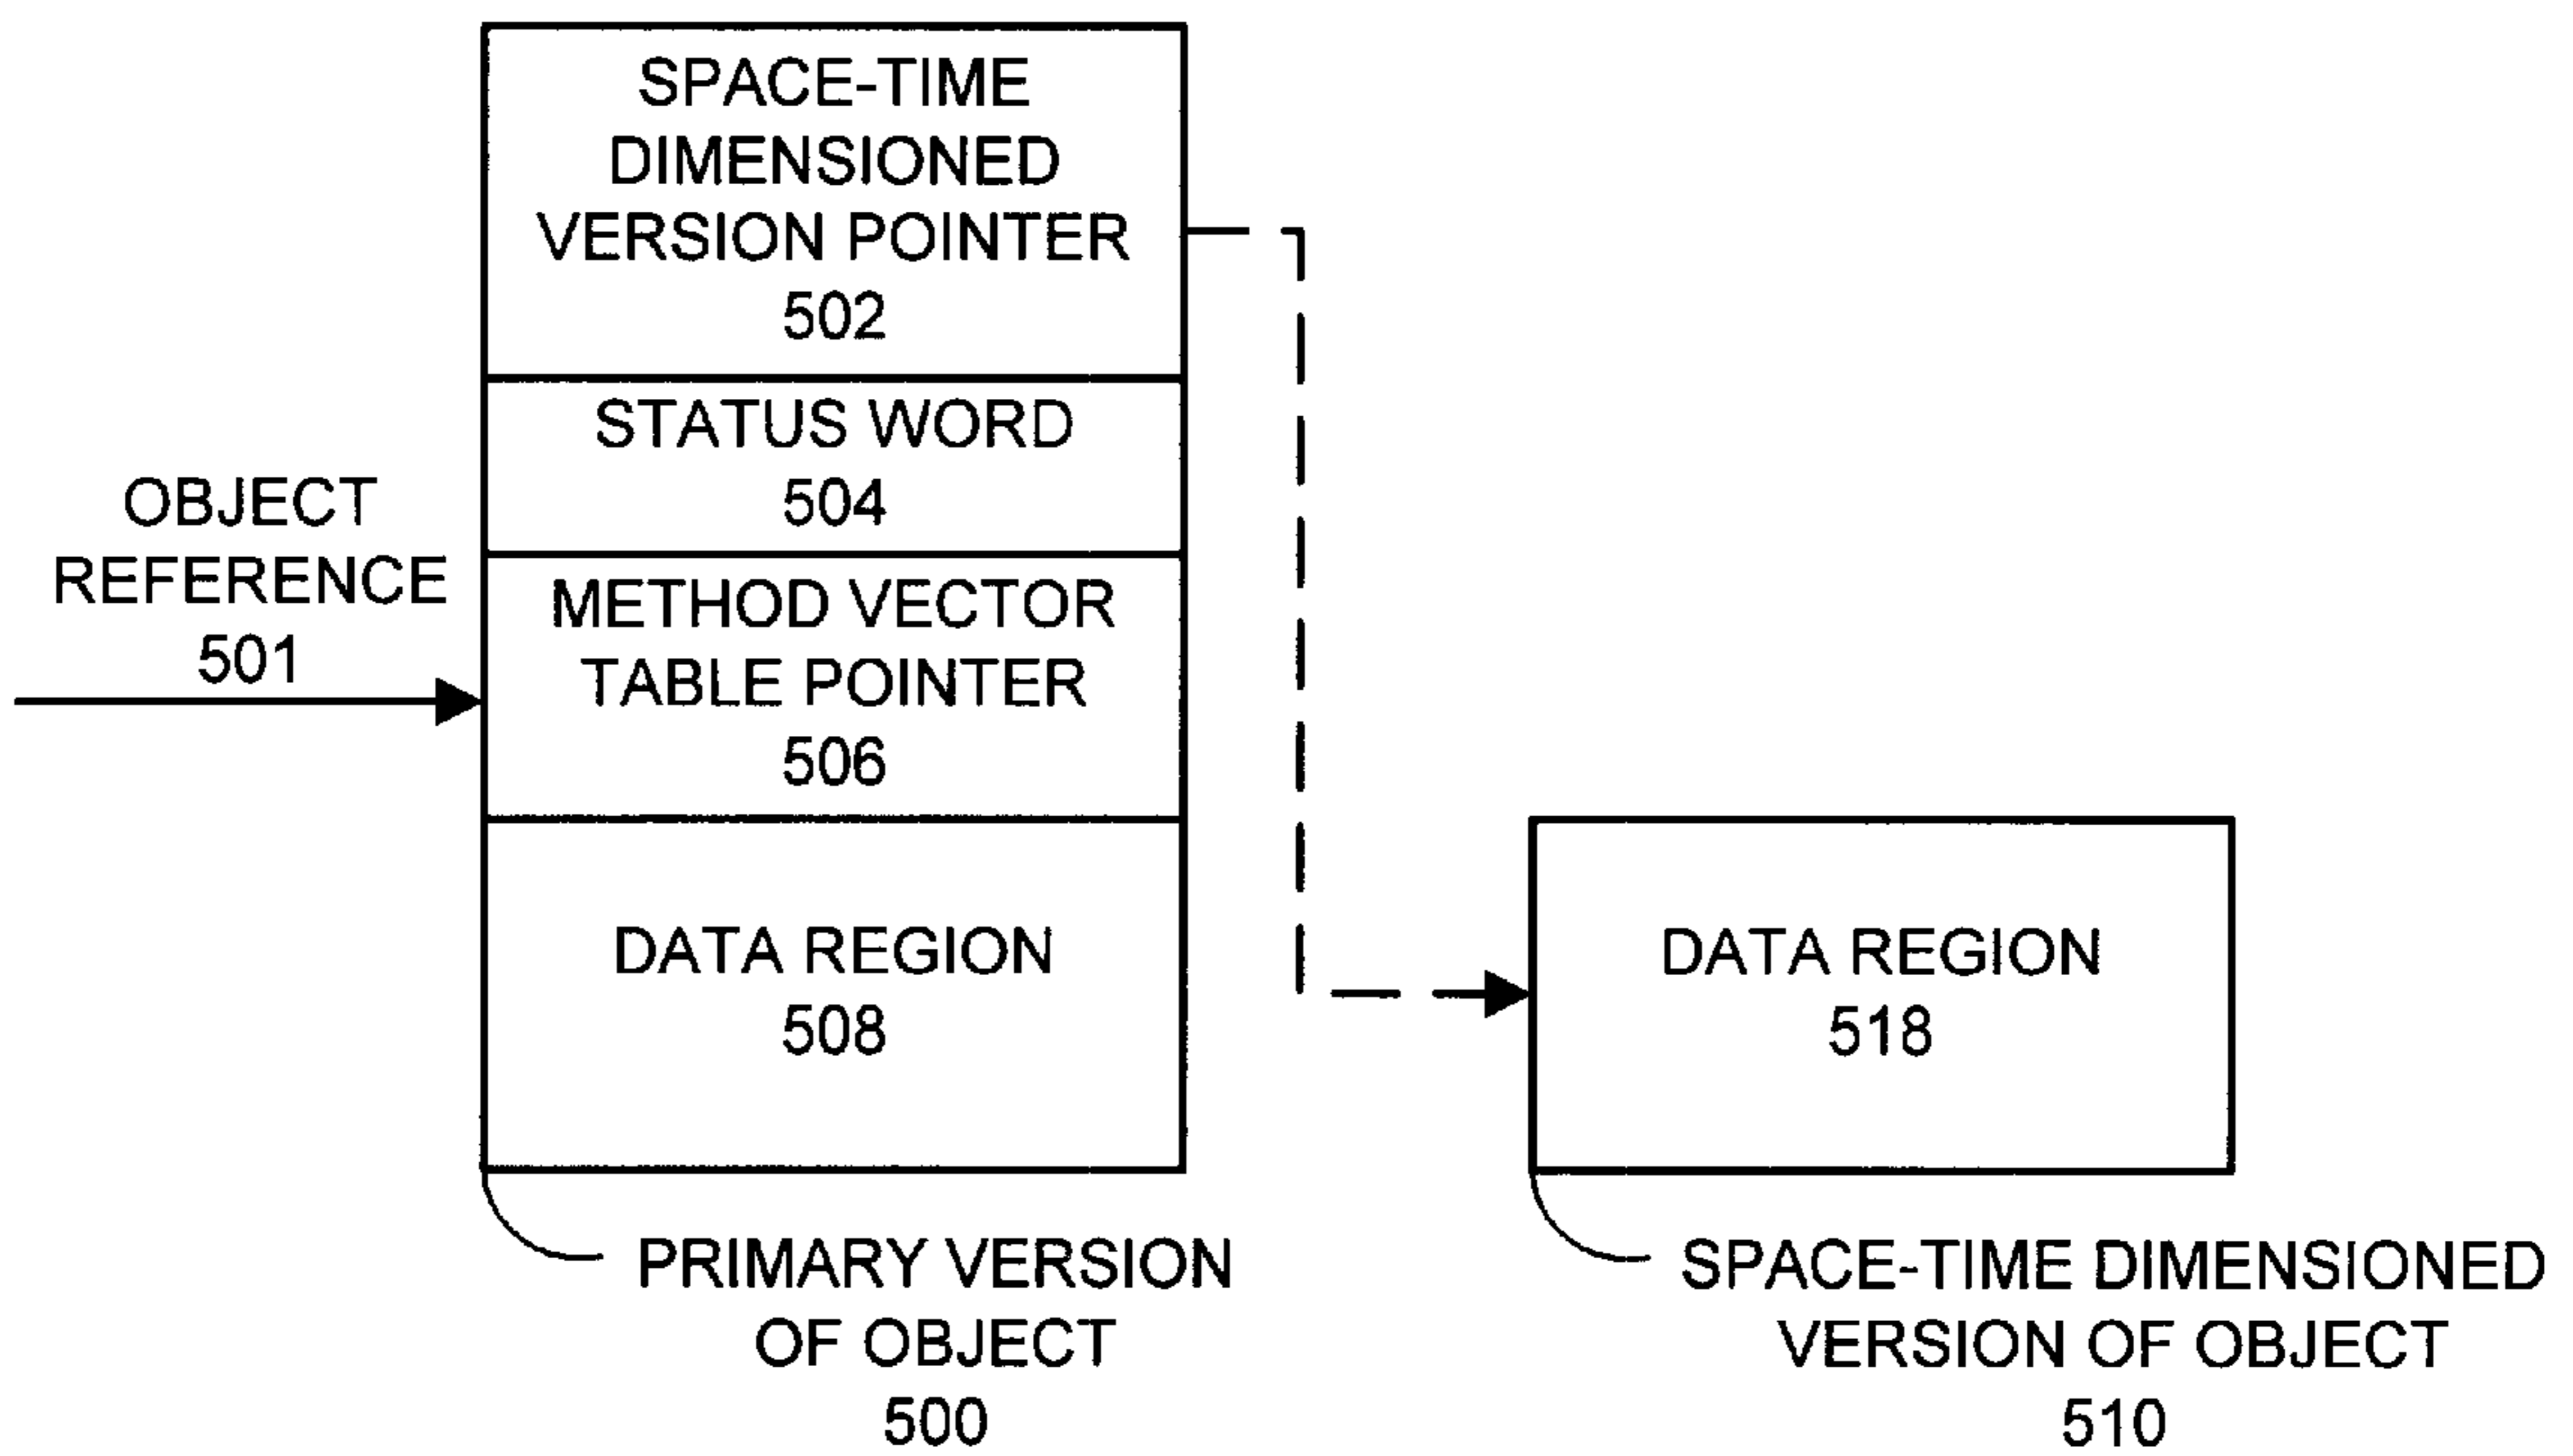 SPACE-TIME
DIMENSIONED
VERSION POINTER
502
STATUS WORD
504
OBJECT
REFERENCE
501
METHOD VECTOR
TABLE POINTER
506
DATA REGION
508
DATA REGION
518
PRIMARY VERSION
OF OBJECT
500
SPACE-TIME DIMENSIONED
VERSION OF OBJECT
510